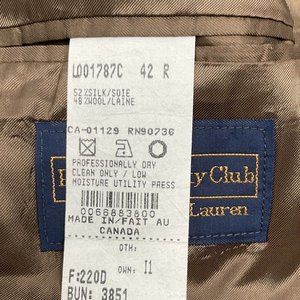 L001787C 42 R
52%SILK/SOIE
48%WOOL/LAINE
CA-01129 RN90736
PROFESSIONALLY DRY
CLEAN ONLY / LOW
MOISTURE UTILITY PRESS
0066883800
MADE IN/FAIT AU
CANADA
OTH:
OWN: I1
F:220D
BUN: 3851
y Club
Lauren